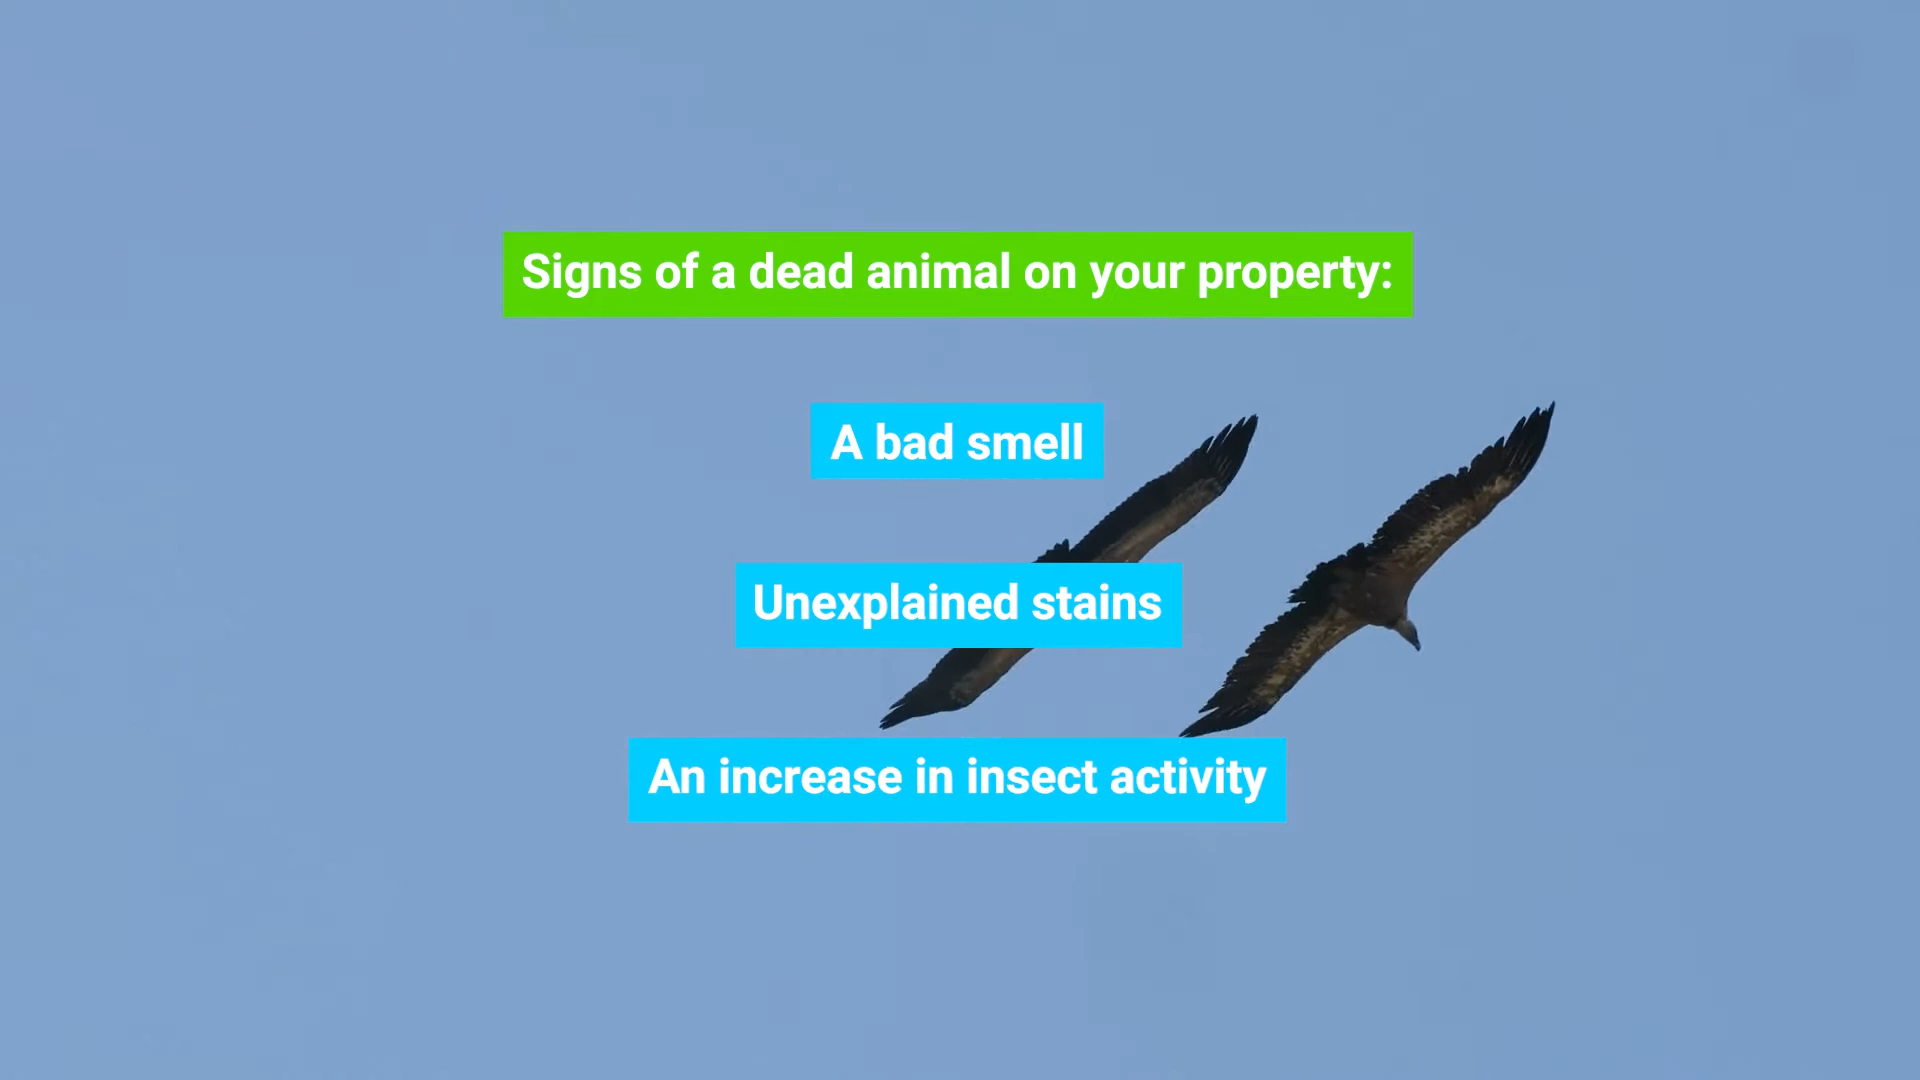 Signs of a dead animal on your property:
A bad smell
Unexplained stains
An increase in insect activity